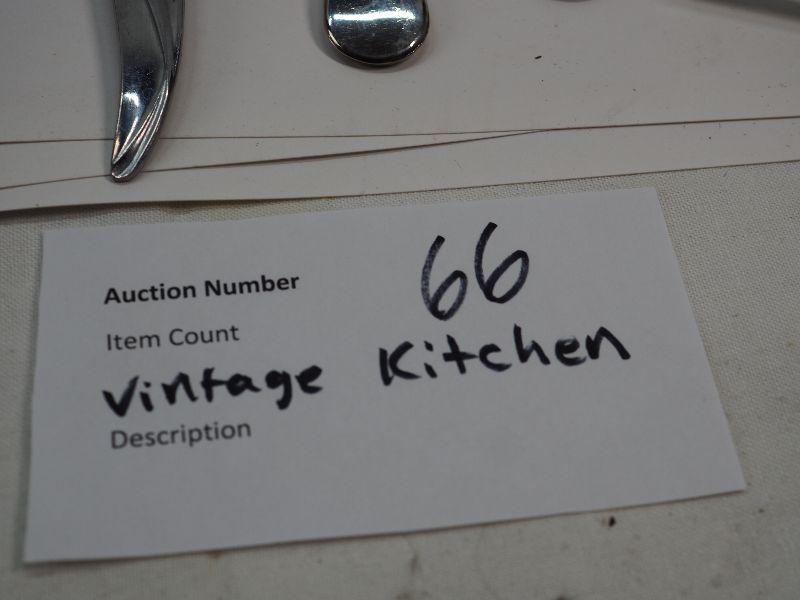 Auction Number 66
Item Count
Vintage Kitchen
Description